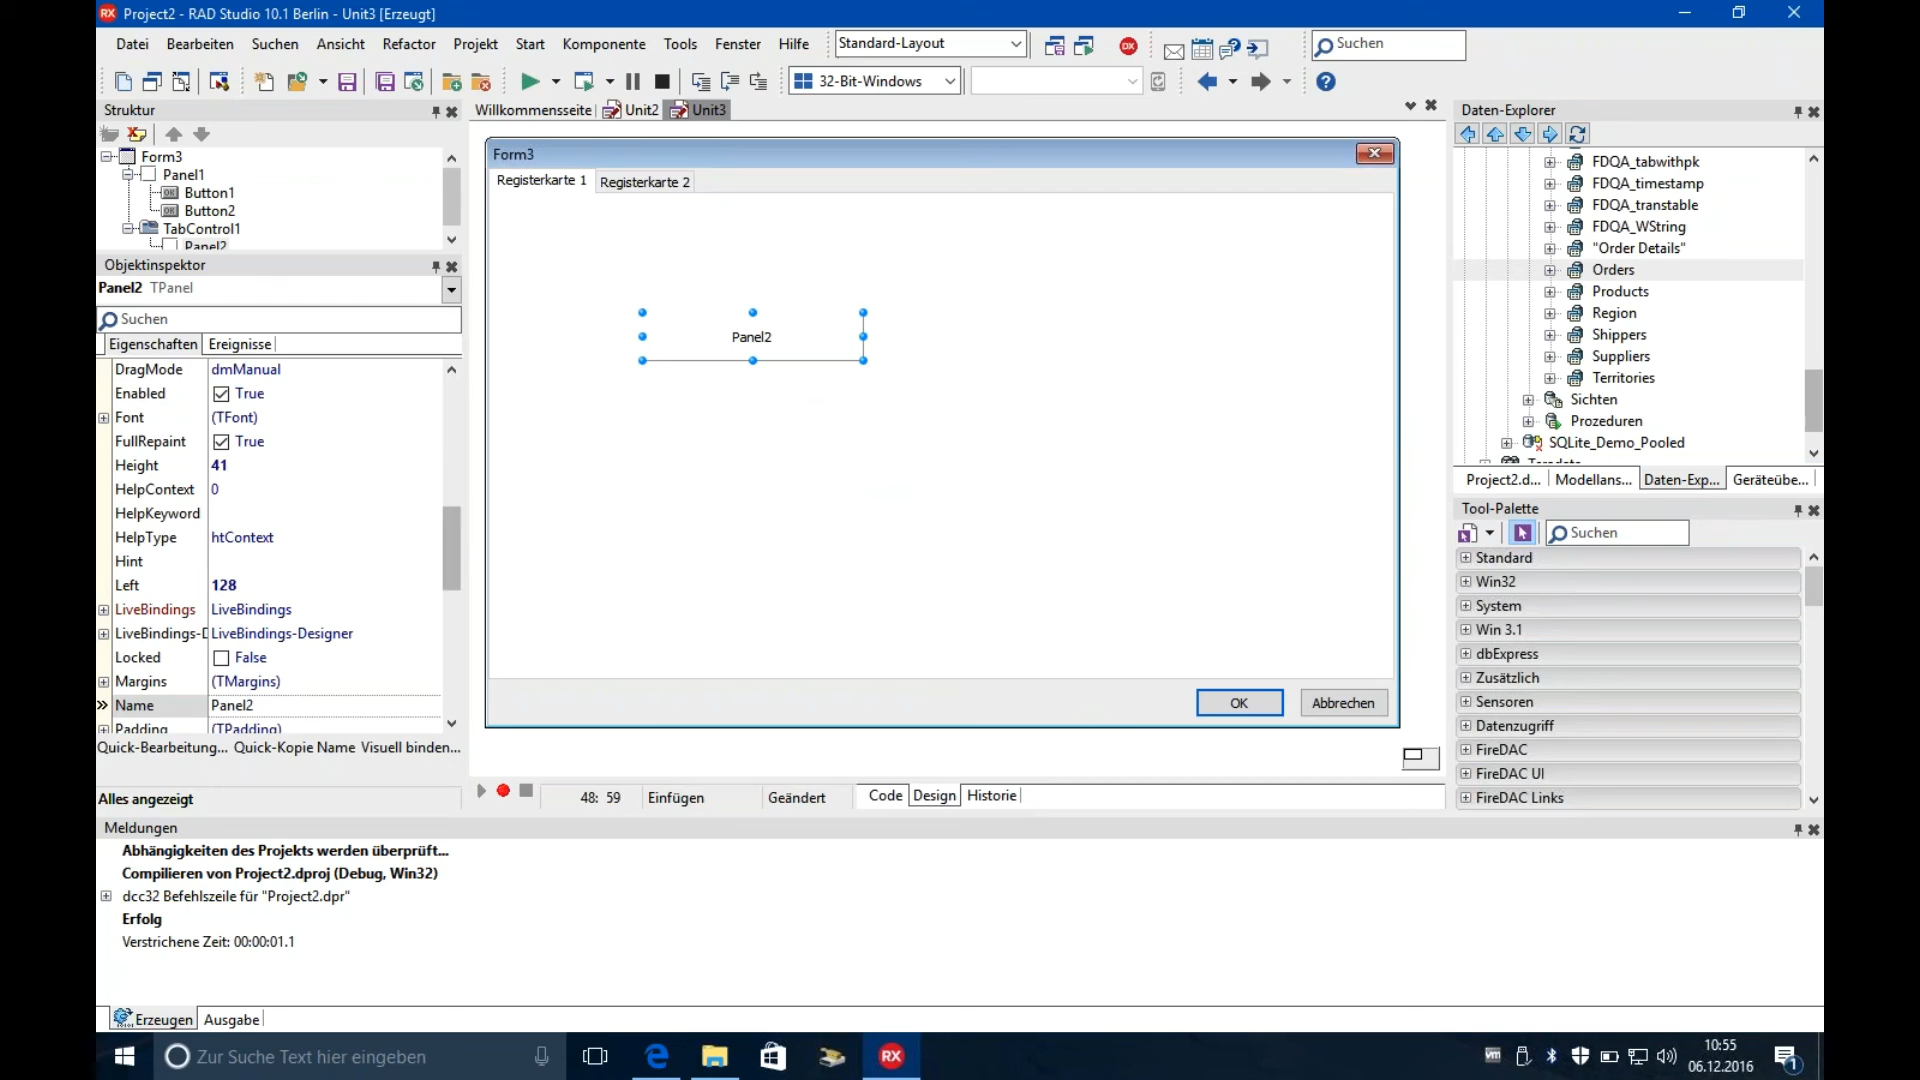 Project2 - RAD Studio 10.1 Berlin - Unit3 [Erzeugt]
Datei Bearbeiten Suchen Ansicht Refactor Projekt Start Komponente Tools Fenster Hilfe Standard-Layout Suchen
32-Bit-Windows
Struktur
Form3
Panel1
Button1
Button2
TabControl1
Panel2
Objektinspektor
Panel2 TPanel
Suchen
Eigenschaften Ereignisse
DragMode dmManual
Enabled True
Font (TFont)
FullRepaint True
Height 41
HelpContext 0
HelpKeyword
HelpType htContext
Hint
Left 128
LiveBindings LiveBindings
LiveBindings-D LiveBindings-Designer
Locked False
Margins (TMargins)
Name Panel2
Padding (TPadding)
Quick-Bearbeitung... Quick-Kopie Name Visuell binden...
Alles angezeigt
Willkommensseite Unit2 Unit3
Form3
Registerkarte 1 Registerkarte 2
Panel2
OK Abbrechen
48: 59 Einfügen Geändert Code Design Historie
Daten-Explorer
FDQA_tabwithpk
FDQA_timestamp
FDQA_transtable
FDQA_WString
"Order Details"
Orders
Products
Region
Shippers
Suppliers
Territories
Sichten
Prozeduren
SQLite_Demo_Pooled
Project2.d... Modellans... Daten-Exp... Geräteübe...
Tool-Palette
Suchen
Standard
Win32
System
Win 3.1
dbExpress
Zusätzlich
Sensoren
Datenzugriff
FireDAC
FireDAC UI
FireDAC Links
Meldungen
Abhängigkeiten des Projekts werden überprüft...
Compilieren von Project2.dproj (Debug, Win32)
dcc32 Befehlszeile für "Project2.dpr"
Erfolg
Verstrichene Zeit: 00:00:01.1
Erzeugen Ausgabe
Zur Suche Text hier eingeben
RX
vm
10:55
06.12.2016
1